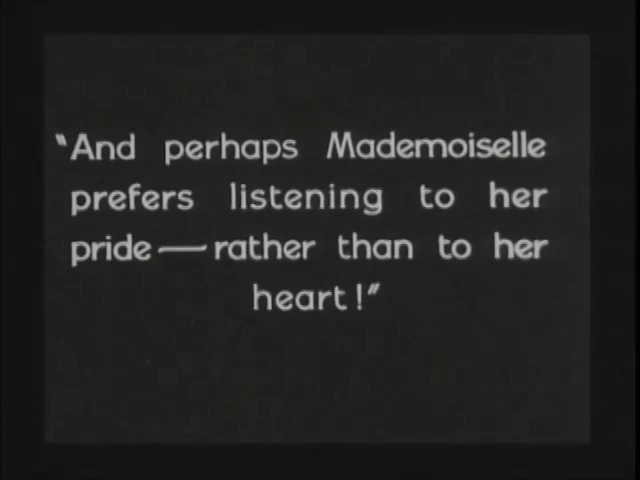 "And perhaps Mademoiselle
prefers listening to her
pride—rather than to her
heart!"